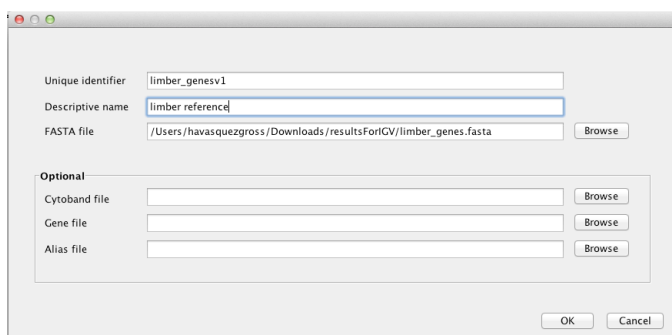 Unique identifier limber_genesv1
Descriptive name limber reference
FASTA file /Users/havasquezgross/Downloads/resultsForIGV/limber_genes.fasta Browse
Optional
Cytoband file Browse
Gene file Browse
Alias file Browse
OK Cancel